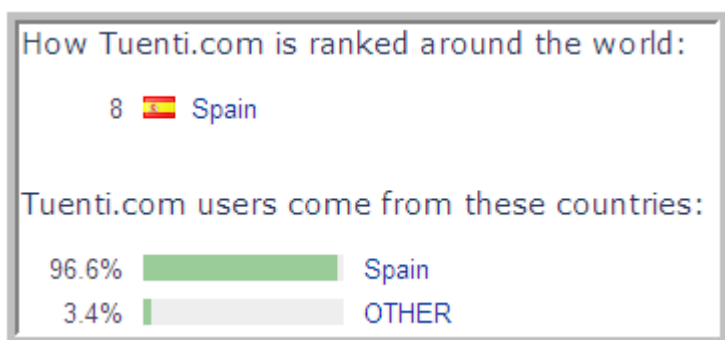 How Tuenti.com is ranked around the world:
8 Spain
Tuenti.com users come from these countries:
96.6% Spain
3.4% OTHER